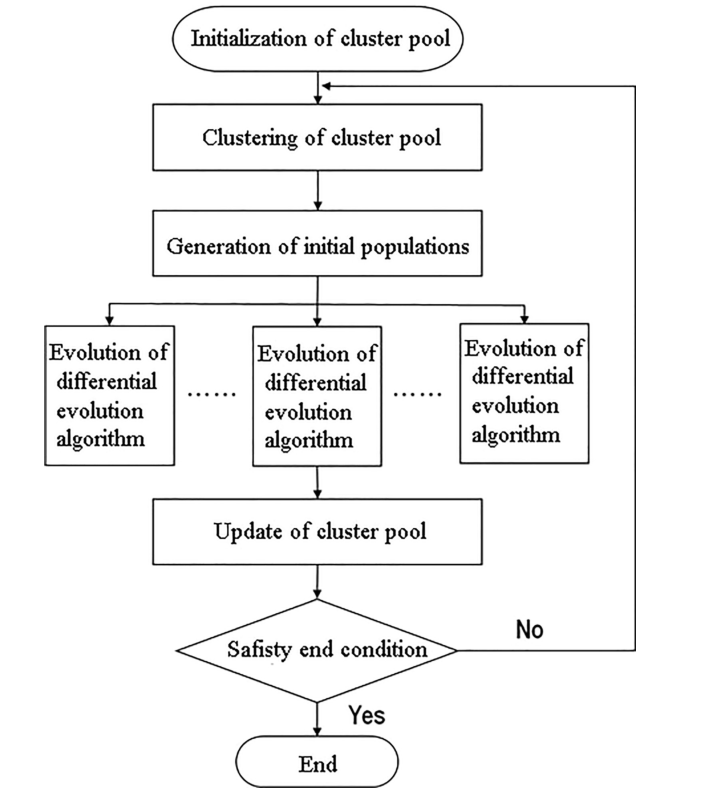 Initialization of cluster pool
Clustering of cluster pool
Generation of initial populations
Evolution of
differential
evolution
algorithm
……
Evolution of
differential
evolution
algorithm
……
Evolution of
differential
evolution
algorithm
Update of cluster pool
Safisty end condition
No
Yes
End